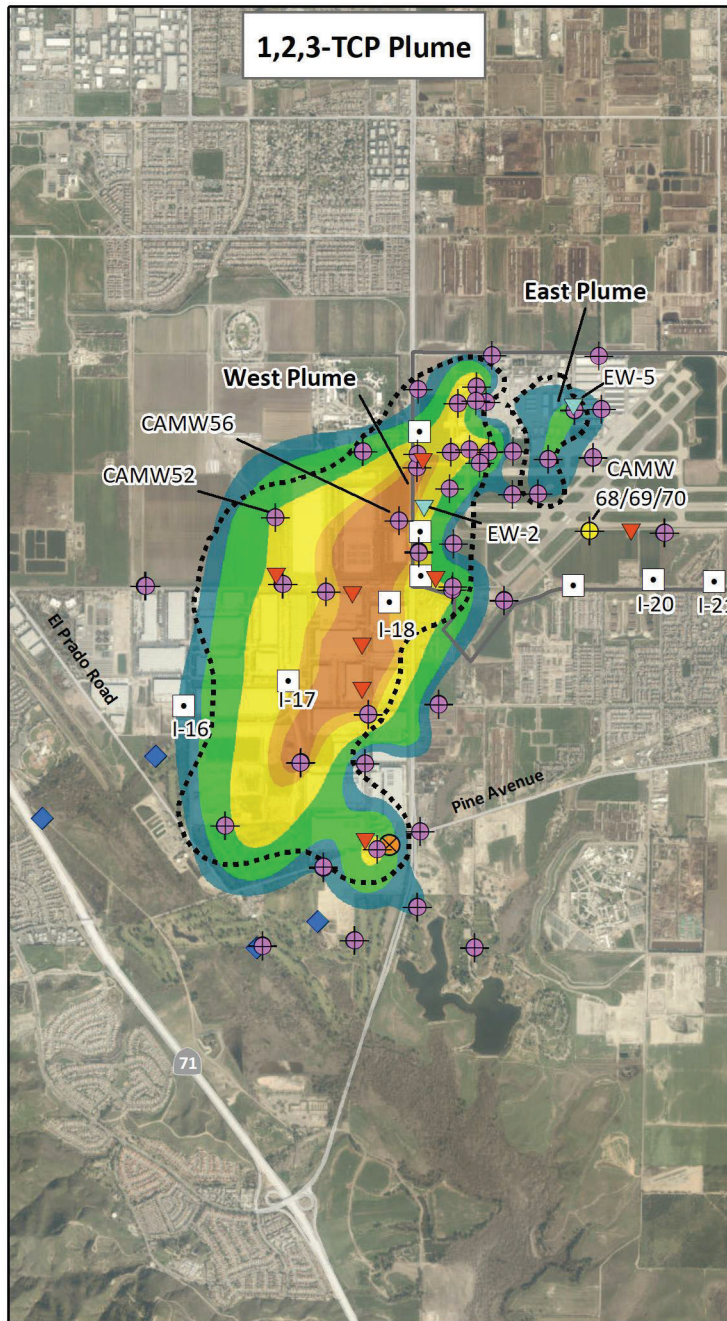 1,2,3-TCP Plume
East Plume
EW-5
West Plume
CAMW56
CAMW52
CAMW
68/69/70
EW-2
I-18
I-20
El Prado Road
I-17
I-16
Pine Avenue
71